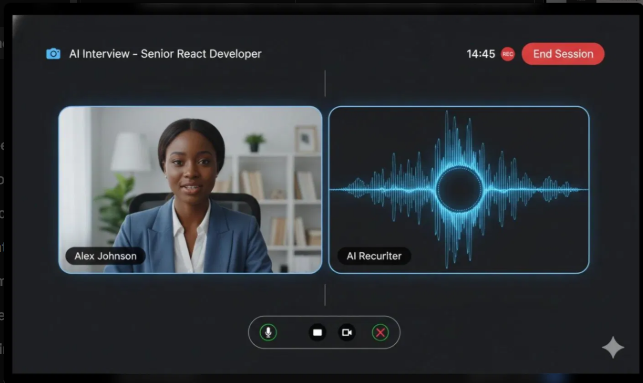 AI Interview - Senior React Developer
14:45 REC End Session
Alex Johnson
AI Recurlter